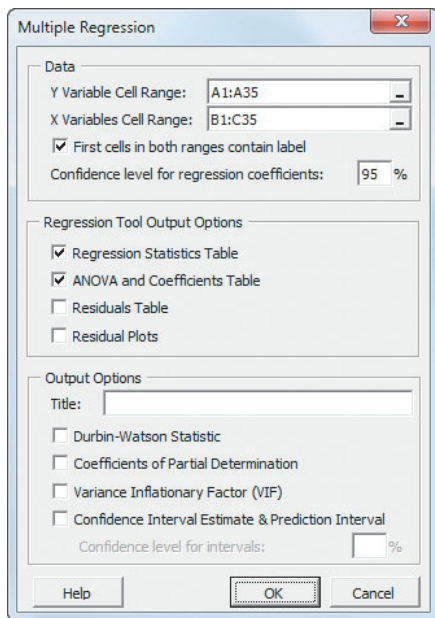 Multiple Regression
Data
Y Variable Cell Range: A1:A35
X Variables Cell Range: B1:C35
First cells in both ranges contain label
Confidence level for regression coefficients: 95 %
Regression Tool Output Options
Regression Statistics Table
ANOVA and Coefficients Table
Residuals Table
Residual Plots
Output Options
Title:
Durbin-Watson Statistic
Coefficients of Partial Determination
Variance Inflationary Factor (VIF)
Confidence Interval Estimate & Prediction Interval
Confidence level for intervals: %
Help OK Cancel